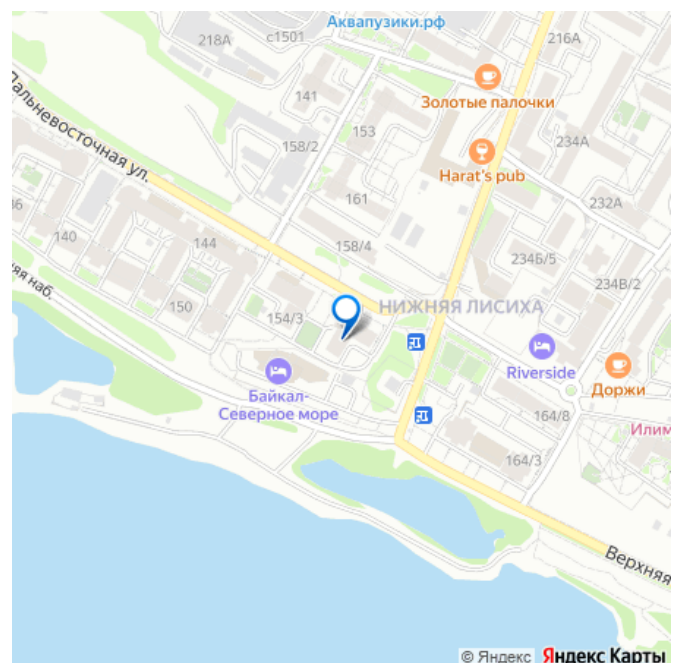 Аквапузики.рф
218А
с1501
216А
141
Золотые палочки
153
234А
158/2
Harat's pub
Дальневосточная ул.
161
232А
140
144
158/4
234Б/5
234В/2
няя наб.
150
154/3
НИЖНЯЯ ЛИСИХА
Riverside
Байкал-
Северное море
Доржи
164/8
Илим
164/3
Верхняя
© Яндекс Яндекс Карты